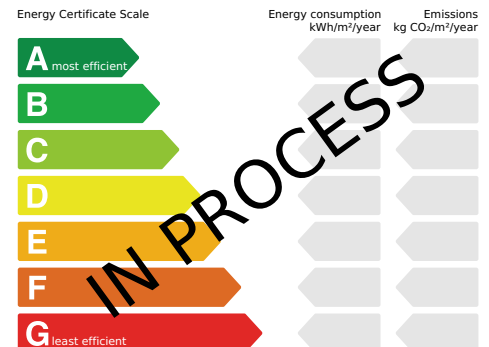 Energy Certificate Scale
Energy consumption
kWh/m²/year
Emissions
kg CO₂/m²/year
A most efficient
B
C
D
E
F
G least efficient
IN PROCESS